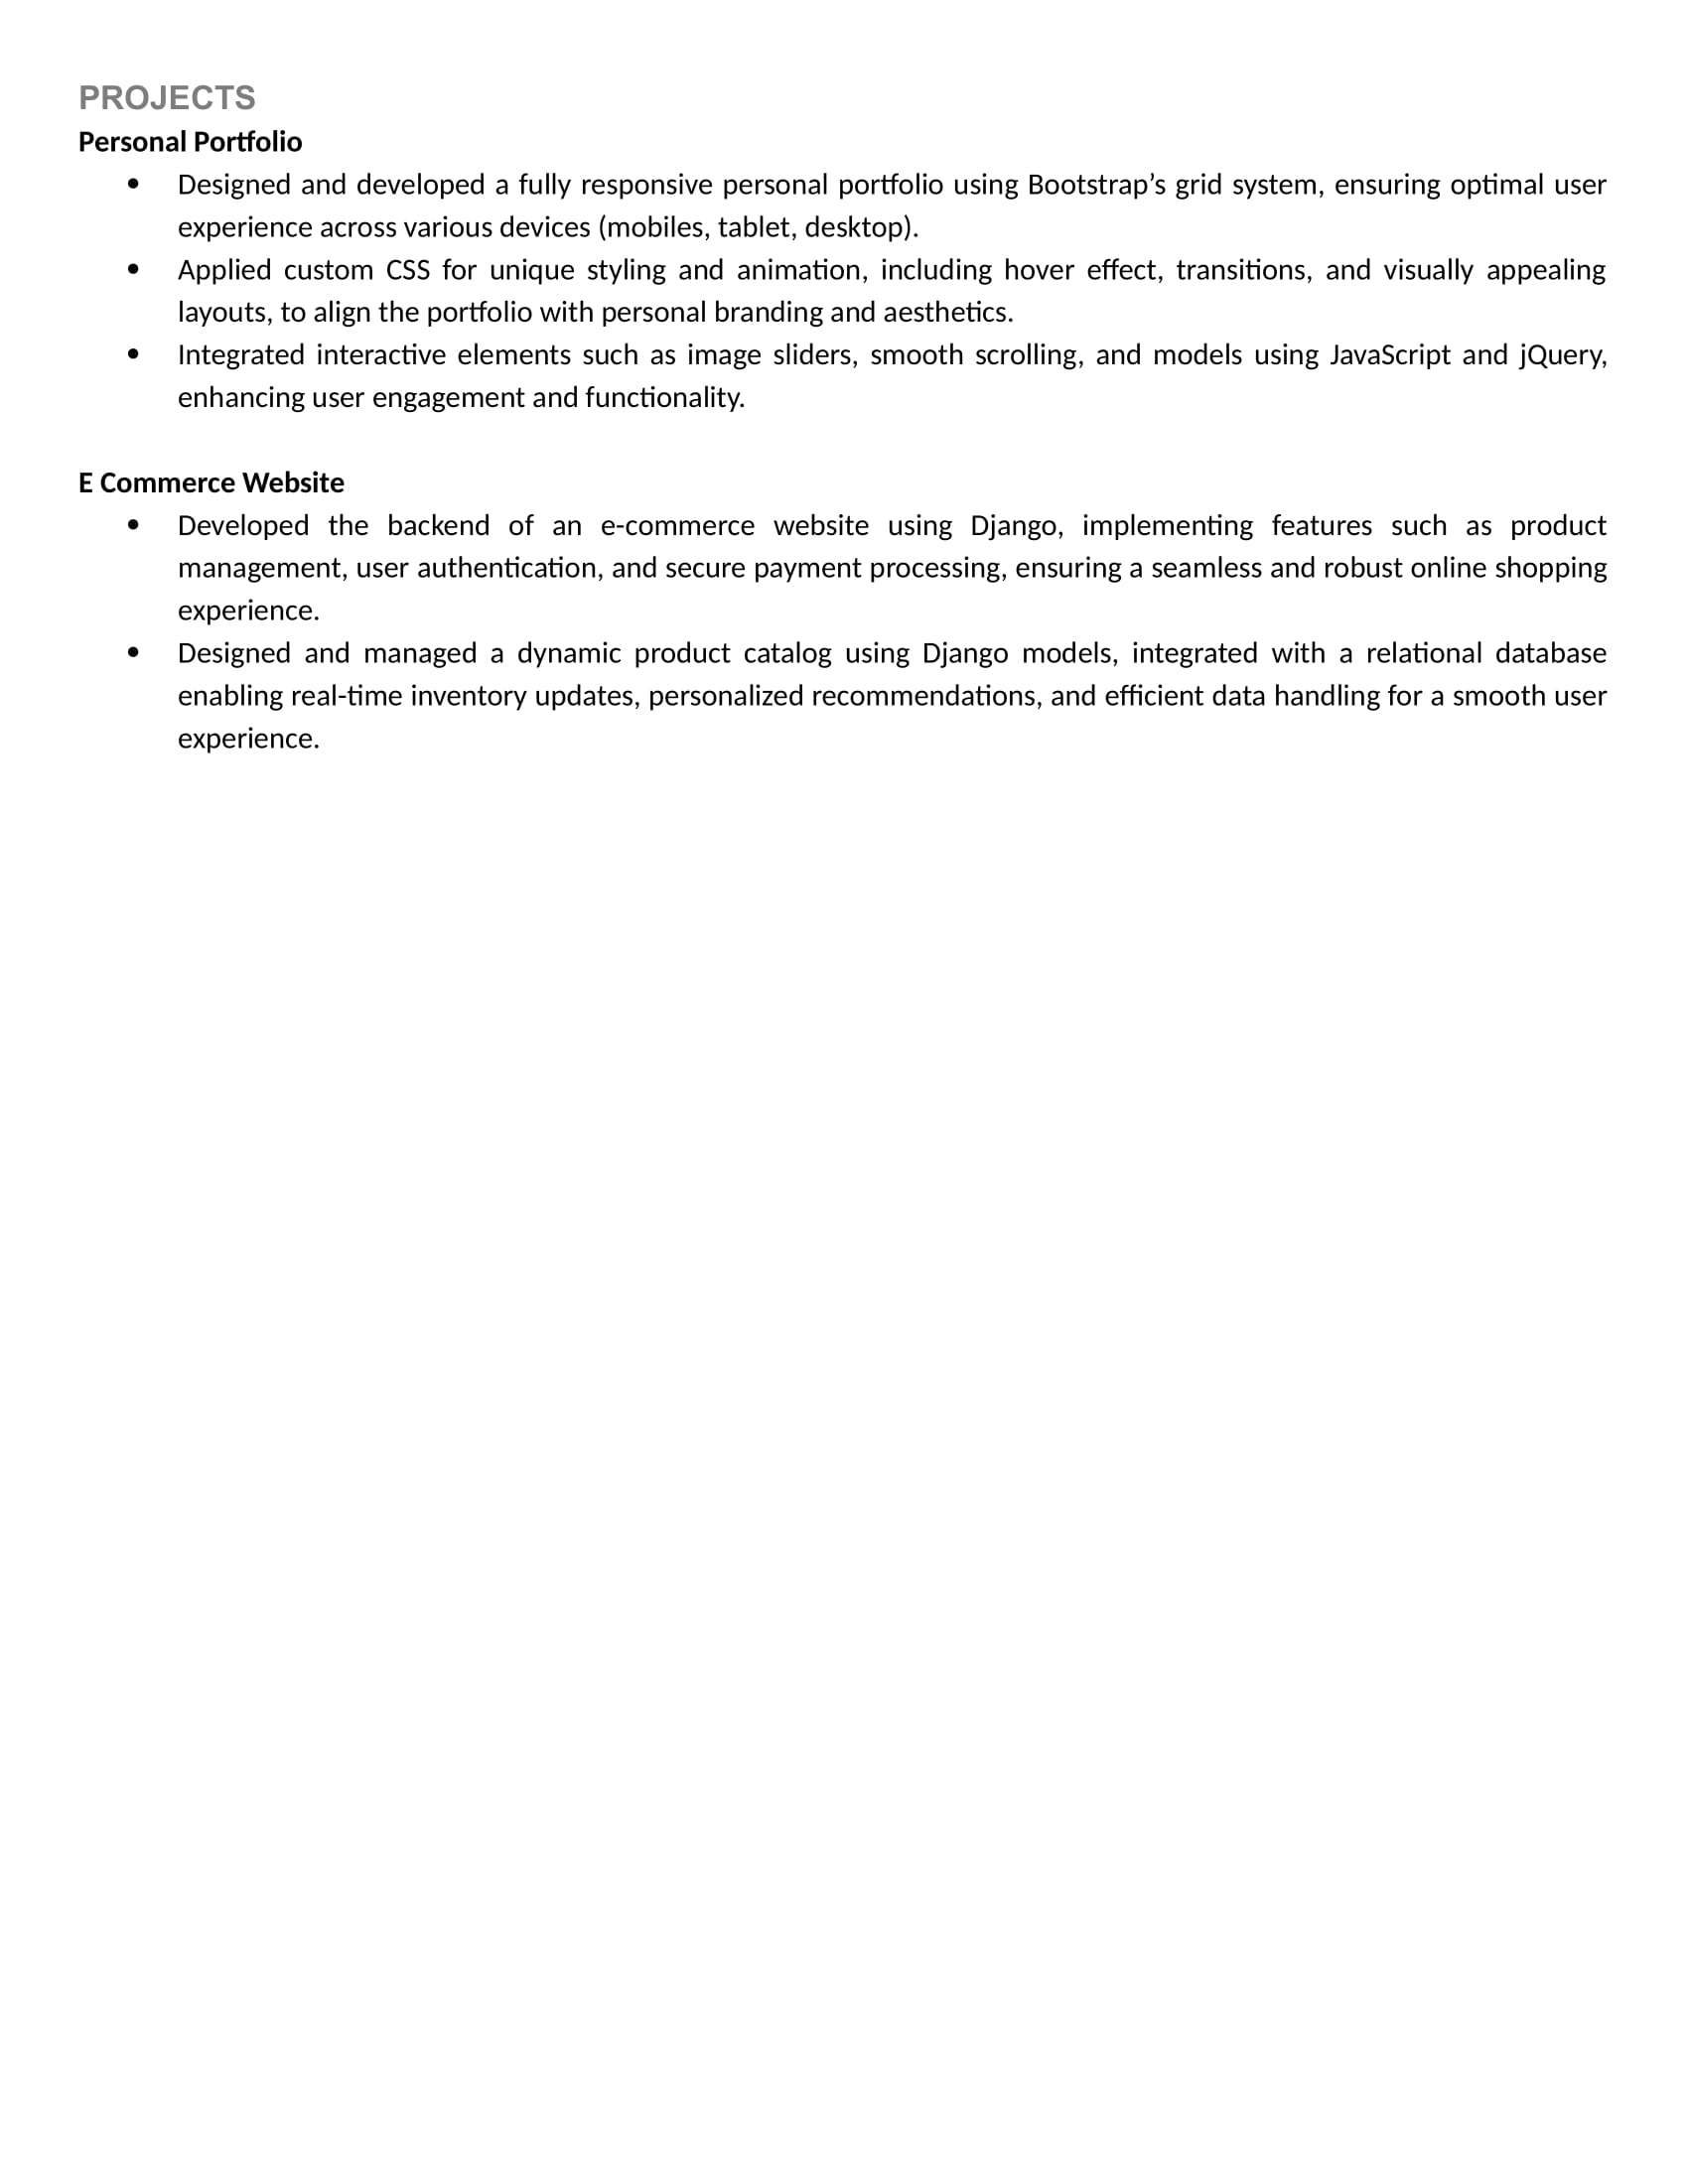 PROJECTS
Personal Portfolio
• Designed and developed a fully responsive personal portfolio using Bootstrap’s grid system, ensuring optimal user
experience across various devices (mobiles, tablet, desktop).
• Applied custom CSS for unique styling and animation, including hover effect, transitions, and visually appealing
layouts, to align the portfolio with personal branding and aesthetics.
• Integrated interactive elements such as image sliders, smooth scrolling, and models using JavaScript and jQuery,
enhancing user engagement and functionality.
E Commerce Website
• Developed the backend of an e-commerce website using Django, implementing features such as product
management, user authentication, and secure payment processing, ensuring a seamless and robust online shopping
experience.
• Designed and managed a dynamic product catalog using Django models, integrated with a relational database
enabling real-time inventory updates, personalized recommendations, and efficient data handling for a smooth user
experience.